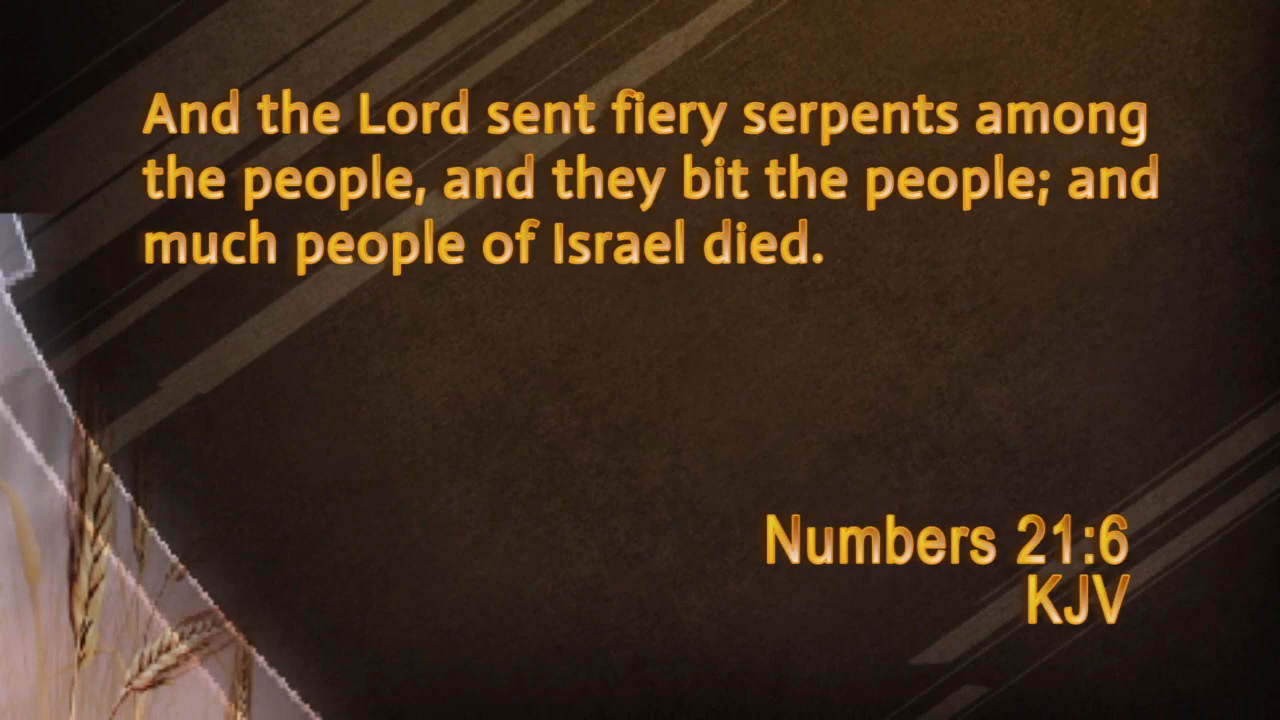 And the Lord sent fiery serpents among
the people, and they bit the people; and
much people of Israel died.
Numbers 21:6
KJV